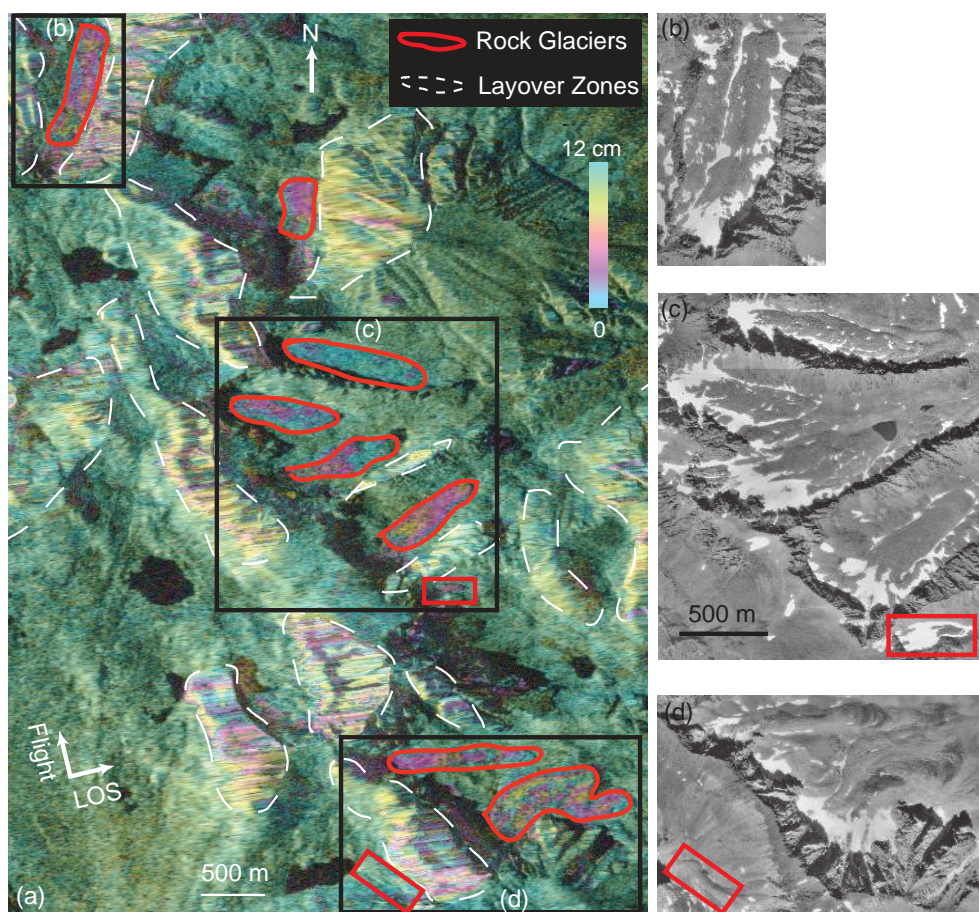 (b)
N
Rock Glaciers
Layover Zones
12 cm
0
(c)
Flight
LOS
500 m
(a)
(d)
(b)
(c)
500 m
(d)